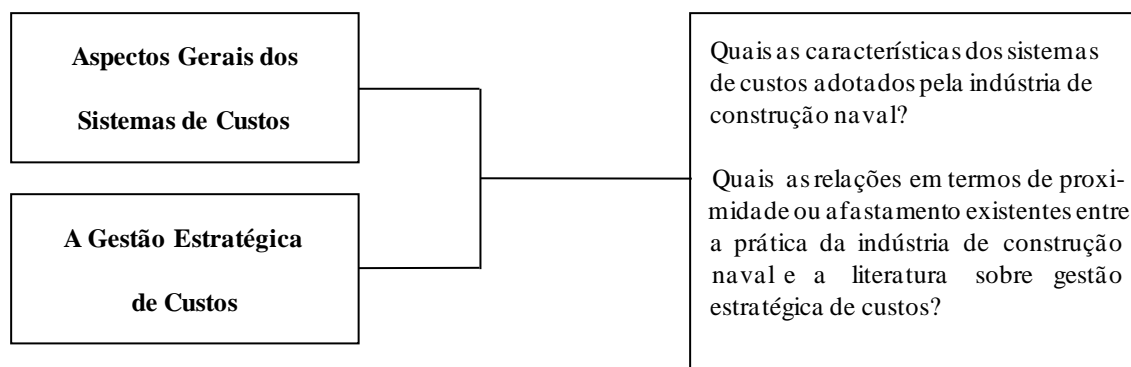 Aspectos Gerais dos
Sistemas de Custos
A Gestão Estratégica
de Custos
Quais as características dos sistemas
de custos adotados pela indústria de
construção naval?
Quais as relações em termos de proxi-
midade ou afastamento existentes entre
a prática da indústria de construção
naval e a literatura sobre gestão
estratégica de custos?